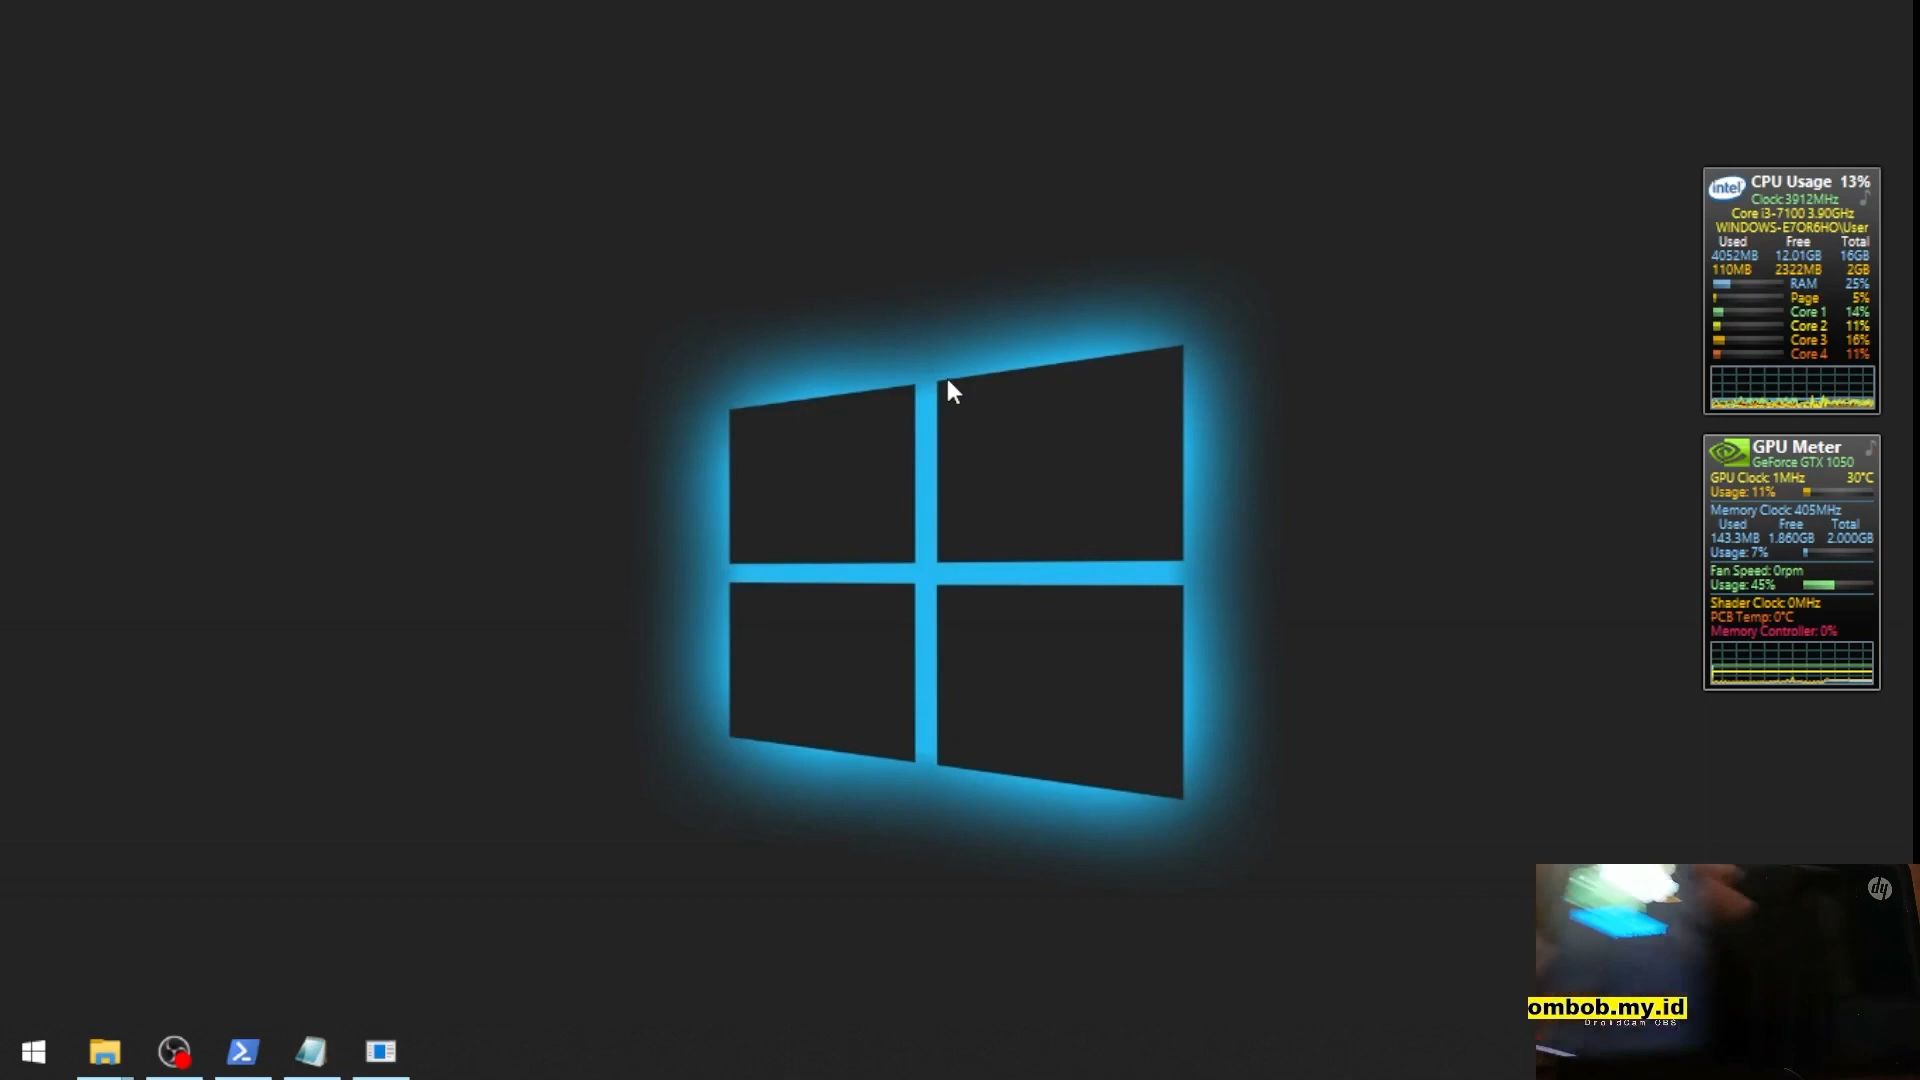 intel
CPU Usage 13%
Clock: 3912MHz
Core i3-7100 3.90GHz
WINDOWS-E7OR6HO\User
Used Free Total
4052MB 12.01GB 16GB
110MB 2322MB 2GB
RAM 25%
Page 5%
Core 1 14%
Core 2 11%
Core 3 16%
Core 4 11%
GPU Meter
GeForce GTX 1050
GPU Clock: 1MHz 30°C
Usage: 11%
Memory Clock: 405MHz
Used Free Total
143.3MB 1.860GB 2.000GB
Usage: 7%
Fan Speed: 0rpm
Usage: 45%
Shader Clock: 0MHz
PCB Temp: 0°C
Memory Controller: 0%
hp
ombob.my.id
DroidCam OBS